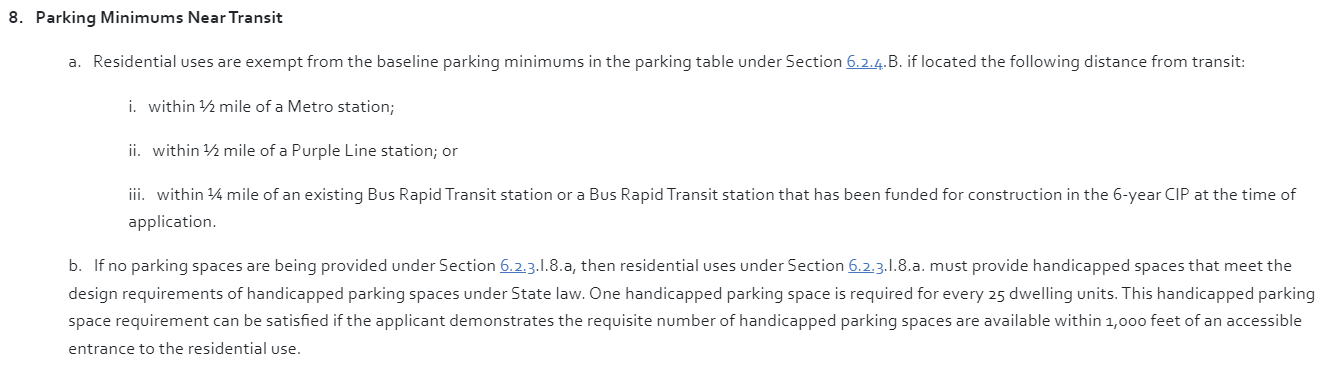 8. Parking Minimums Near Transit
a. Residential uses are exempt from the baseline parking minimums in the parking table under Section 6.2.4.B. if located the following distance from transit:
i. within ½ mile of a Metro station;
ii. within ½ mile of a Purple Line station; or
iii. within ¼ mile of an existing Bus Rapid Transit station or a Bus Rapid Transit station that has been funded for construction in the 6-year CIP at the time of
application.
b. If no parking spaces are being provided under Section 6.2.3.I.8.a, then residential uses under Section 6.2.3.I.8.a. must provide handicapped spaces that meet the
design requirements of handicapped parking spaces under State law. One handicapped parking space is required for every 25 dwelling units. This handicapped parking
space requirement can be satisfied if the applicant demonstrates the requisite number of handicapped parking spaces are available within 1,000 feet of an accessible
entrance to the residential use.